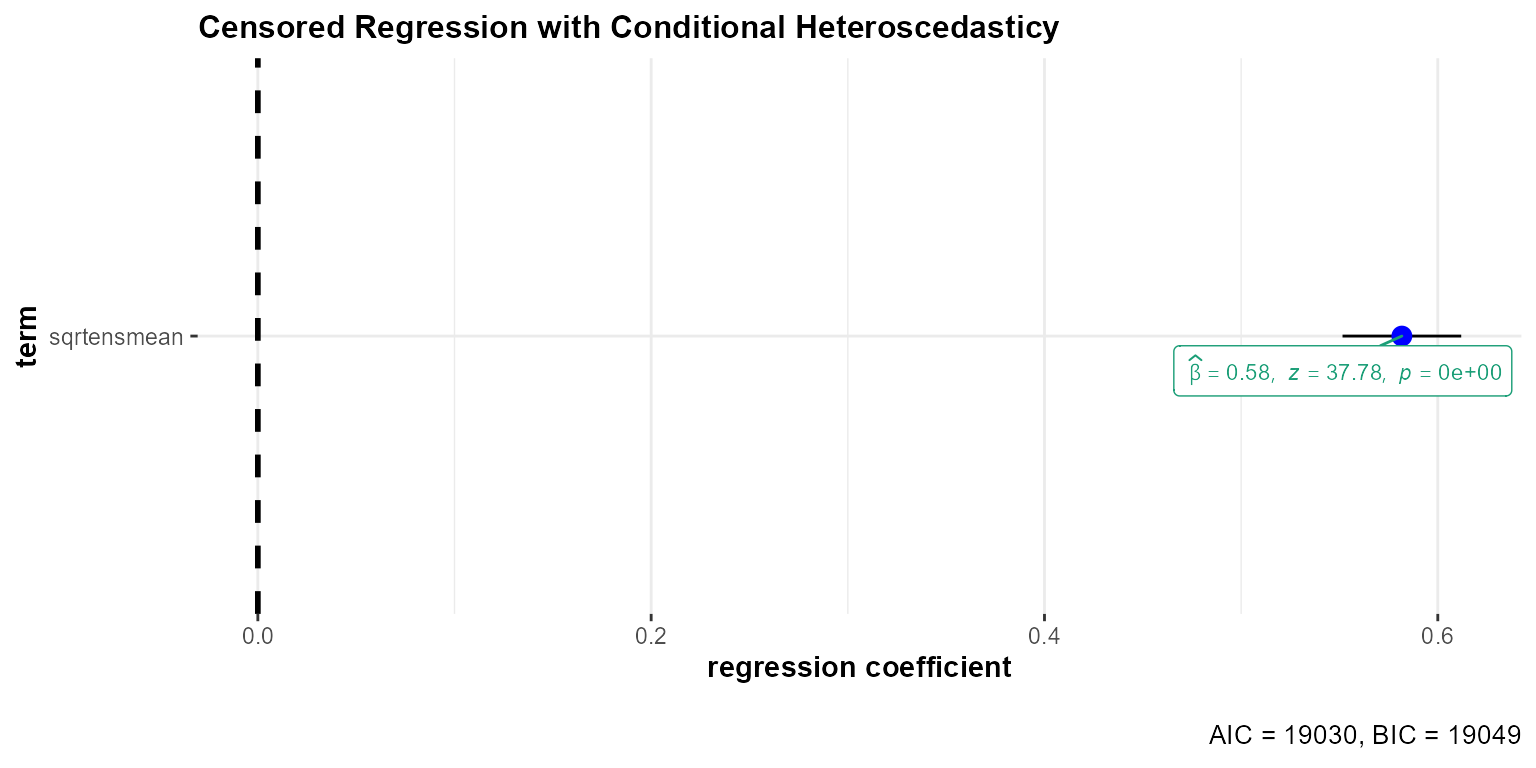 Censored Regression with Conditional Heteroscedasticy
term
sqrtensmean
β̂ = 0.58, z = 37.78, p = 0e+00
0.0 0.2 0.4 0.6
regression coefficient
AIC = 19030, BIC = 19049